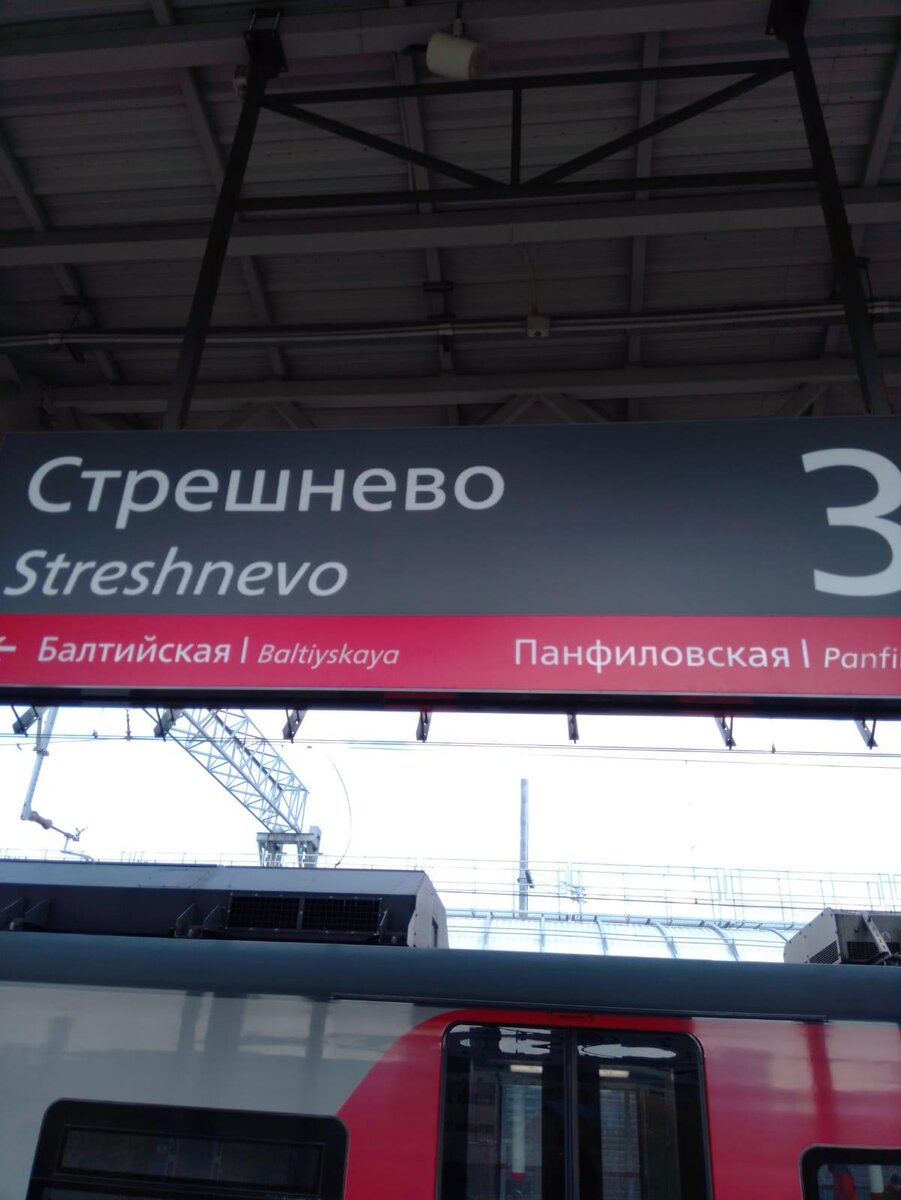 Стрешнево 3
Streshnevo
← Балтийская | Baltiyskaya Панфиловская |